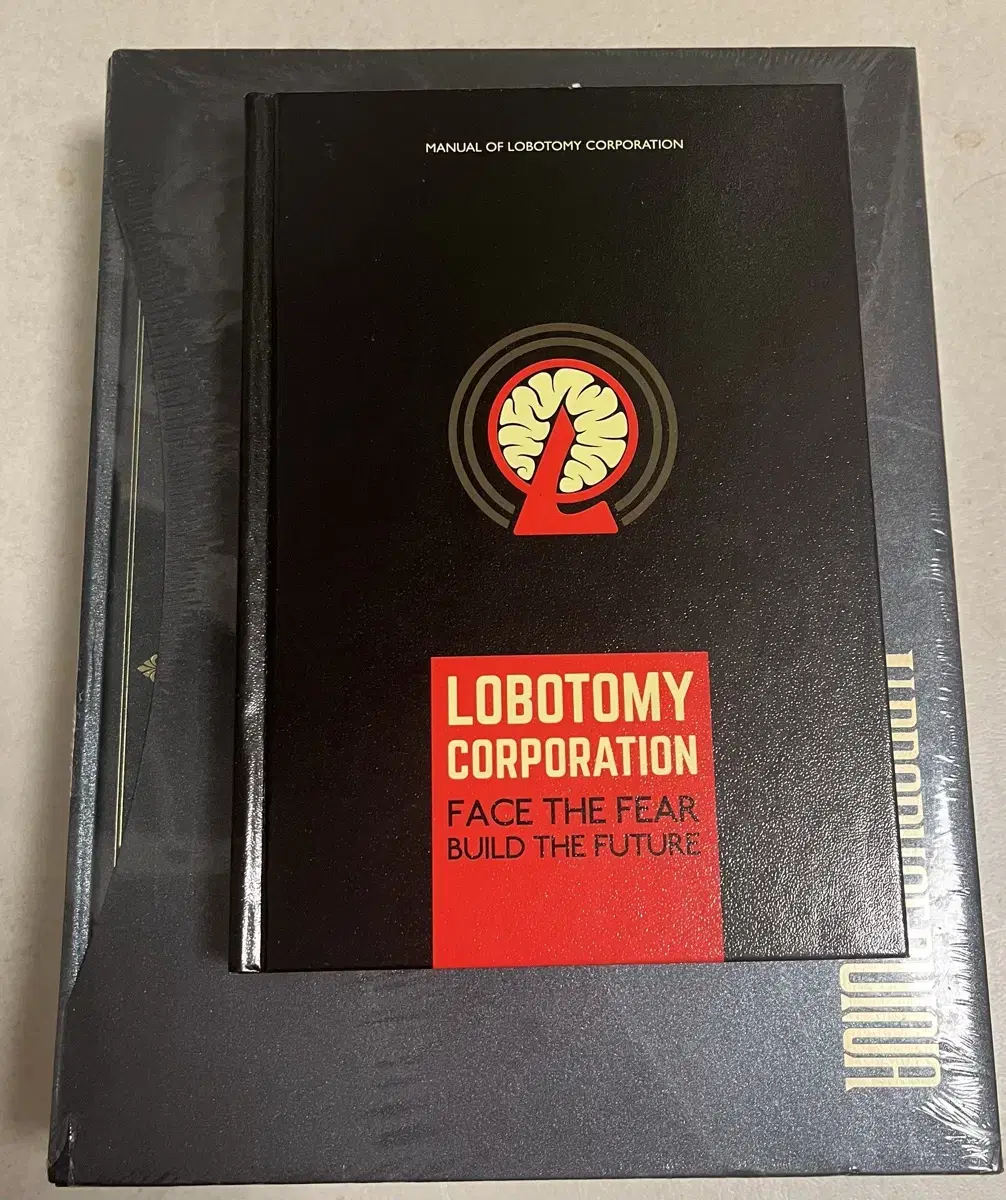 MANUAL OF LOBOTOMY CORPORATION
LOBOTOMY
CORPORATION
FACE THE FEAR
BUILD THE FUTURE